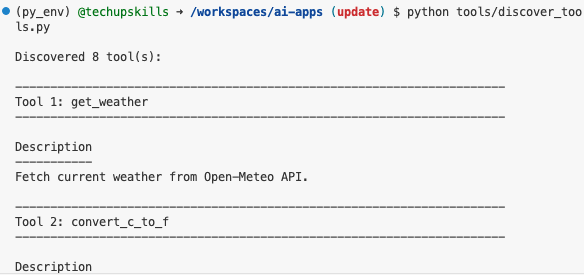 (py_env) @techupskills → /workspaces/ai-apps (update) $ python tools/discover_too
ls.py
Discovered 8 tool(s):
----------------------------------------------------------------------
Tool 1: get_weather
----------------------------------------------------------------------
Description
-----------
Fetch current weather from Open-Meteo API.
----------------------------------------------------------------------
Tool 2: convert_c_to_f
----------------------------------------------------------------------
Description